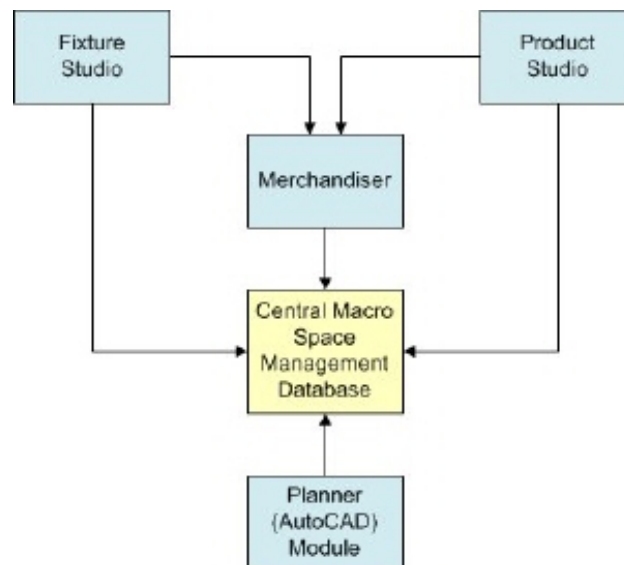 Fixture
Studio
Product
Studio
Merchandiser
Central Macro
Space
Management
Database
Planner
(AutoCAD)
Module